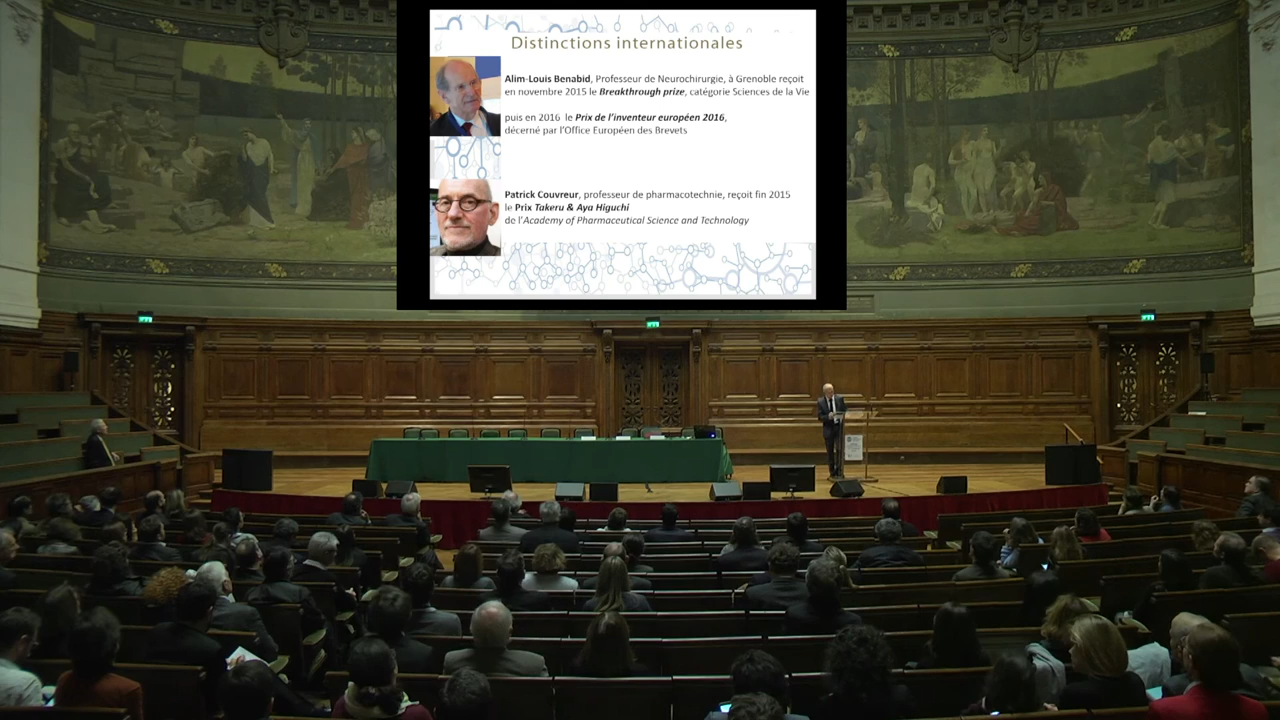 Distinctions internationales
Alim-Louis Benabid, Professeur de Neurochirurgie, à Grenoble reçoit
en novembre 2015 le Breakthrough prize, catégorie Sciences de la Vie
puis en 2016 le Prix de l'inventeur européen 2016,
décerné par l'Office Européen des Brevets
Patrick Couvreur, professeur de pharmacotechnie, reçoit fin 2015
le Prix Takeru & Aya Higuchi
de l'Academy of Pharmaceutical Science and Technology